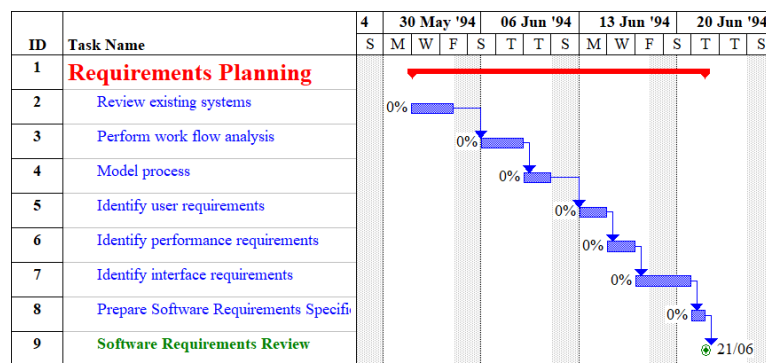 4 30 May '94 06 Jun '94 13 Jun '94 20 Jun '94
ID Task Name S M W F S T T S M W F S T T S
1 Requirements Planning
2 Review existing systems 0%
3 Perform work flow analysis 0%
4 Model process 0%
5 Identify user requirements 0%
6 Identify performance requirements 0%
7 Identify interface requirements 0%
8 Prepare Software Requirements Specifi 0%
9 Software Requirements Review 21/06